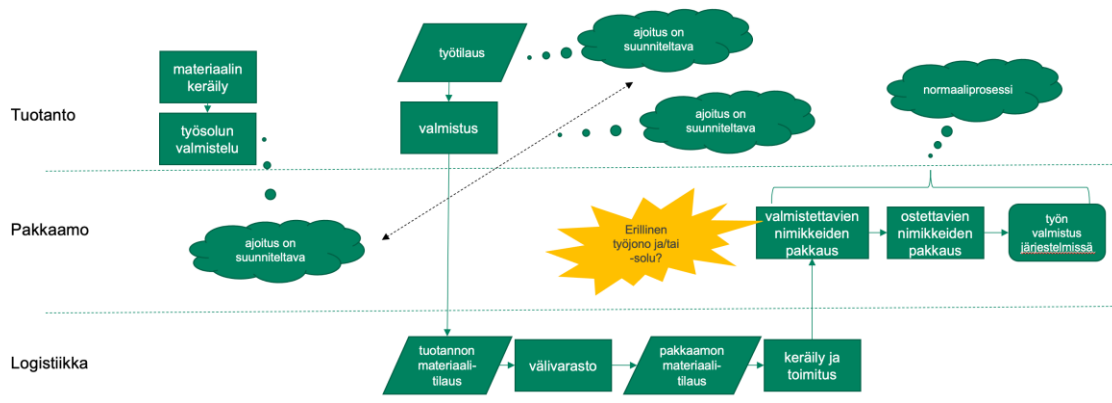 Tuotanto
materiaalin
keräily
työsolun
valmistelu
työtilaus
valmistus
ajoitus on
suunniteltava
ajoitus on
suunniteltava
normaaliprosessi
Pakkaamo
ajoitus on
suunniteltava
Erillinen
työjono ja/tai
-solu?
valmistettavien
nimikkeiden
pakkaus
ostettavien
nimikkeiden
pakkaus
työn
valmistus
järjestelmissä
Logistiikka
tuotannon
materiaali-
tilaus
välivarasto
pakkaamon
materiaali-
tilaus
keräily ja
toimitus